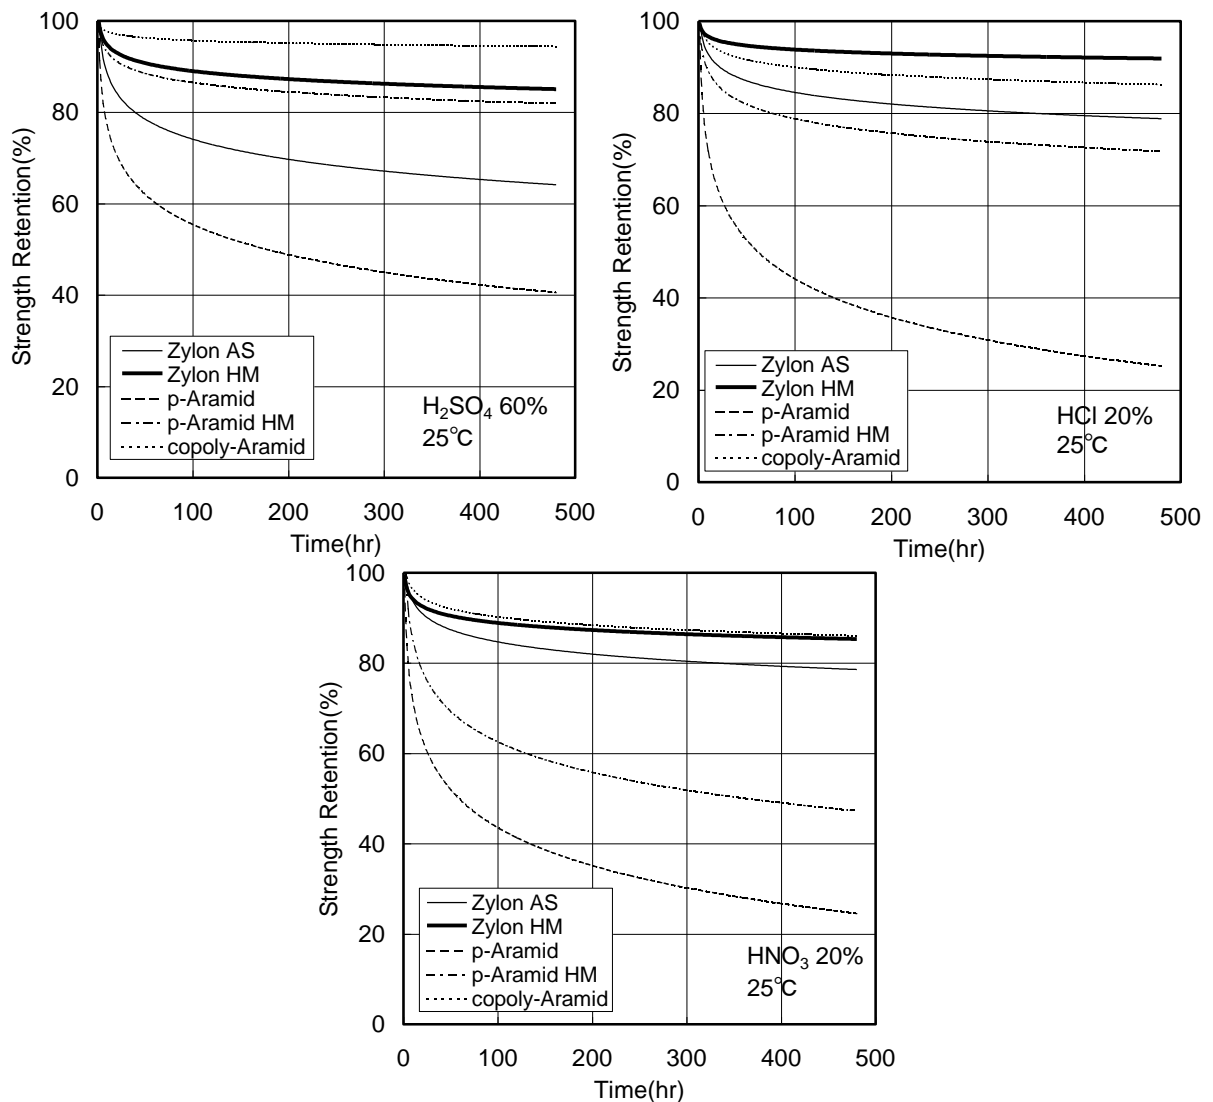 100
80
60
40
20
0
Strength Retention(%)
Zylon AS
Zylon HM
p-Aramid
p-Aramid HM
copoly-Aramid
H₂SO₄ 60%
25℃
0 100 200 300 400 500
Time(hr)
100
80
60
40
20
0
Strength Retention(%)
Zylon AS
Zylon HM
p-Aramid
p-Aramid HM
copoly-Aramid
HCl 20%
25℃
0 100 200 300 400 500
Time(hr)
100
80
60
40
20
0
Strength Retention(%)
Zylon AS
Zylon HM
p-Aramid
p-Aramid HM
copoly-Aramid
HNO₃ 20%
25℃
0 100 200 300 400 500
Time(hr)